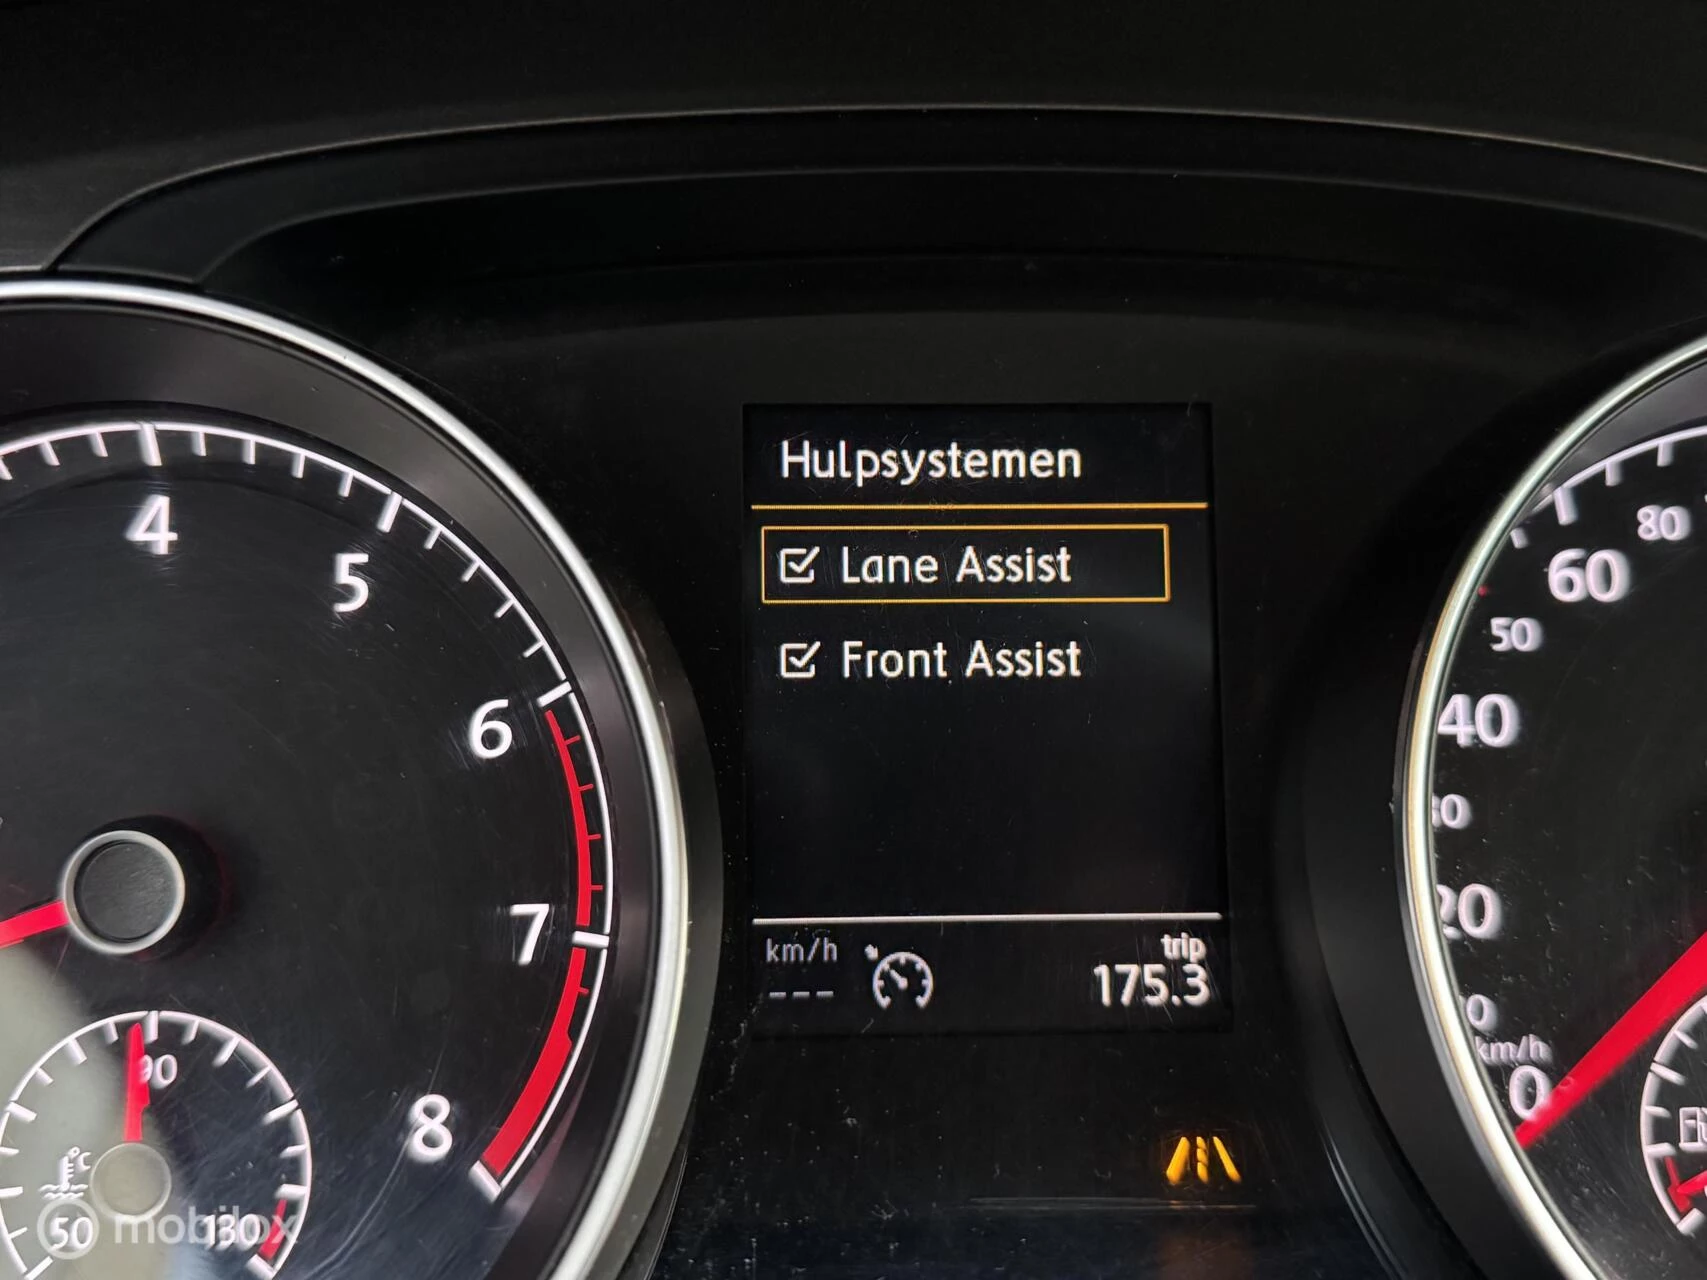 Hulpsystemen
Lane Assist
Front Assist
km/h
---
trip
175.3
4
5
6
7
8
90
°C
50
130
80
60
50
40
20
km/h
0
mobilox